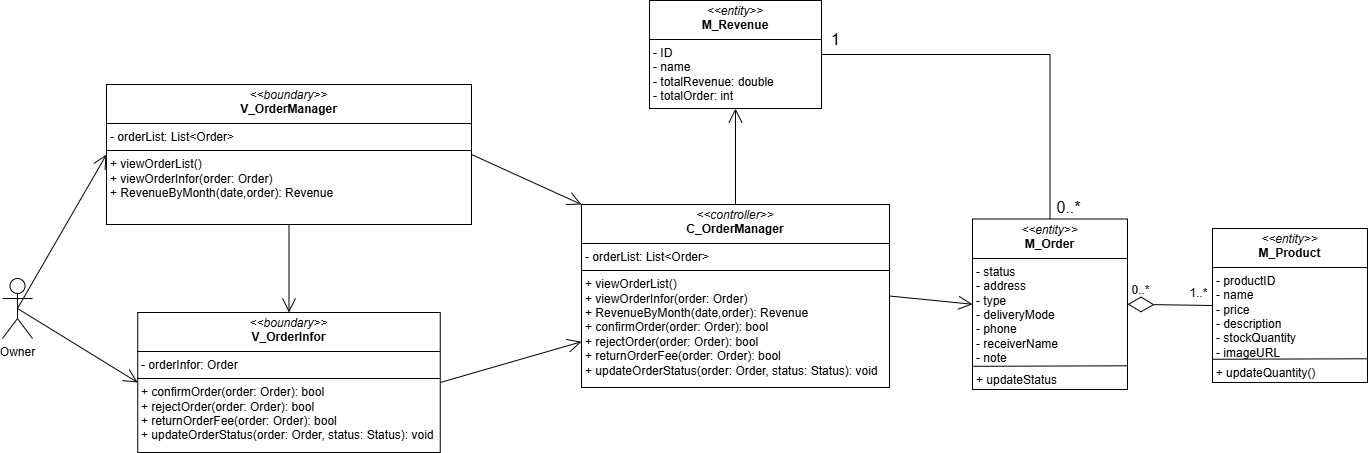 <<entity>>
M_Revenue
- ID
- name
- totalRevenue: double
- totalOrder: int
1
0..*
<<boundary>>
V_OrderManager
- orderList: List<Order>
+ viewOrderList()
+ viewOrderInfor(order: Order)
+ RevenueByMonth(date,order): Revenue
Owner
<<boundary>>
V_OrderInfor
- orderInfor: Order
+ confirmOrder(order: Order): bool
+ rejectOrder(order: Order): bool
+ returnOrderFee(order: Order): bool
+ updateOrderStatus(order: Order, status: Status): void
<<controller>>
C_OrderManager
- orderList: List<Order>
+ viewOrderList()
+ viewOrderInfor(order: Order)
+ RevenueByMonth(date,order): Revenue
+ confirmOrder(order: Order): bool
+ rejectOrder(order: Order): bool
+ returnOrderFee(order: Order): bool
+ updateOrderStatus(order: Order, status: Status): void
<<entity>>
M_Order
- status
- address
- type
- deliveryMode
- phone
- receiverName
- note
+ updateStatus
0..*
1..*
<<entity>>
M_Product
- productID
- name
- price
- description
- stockQuantity
- imageURL
+ updateQuantity()